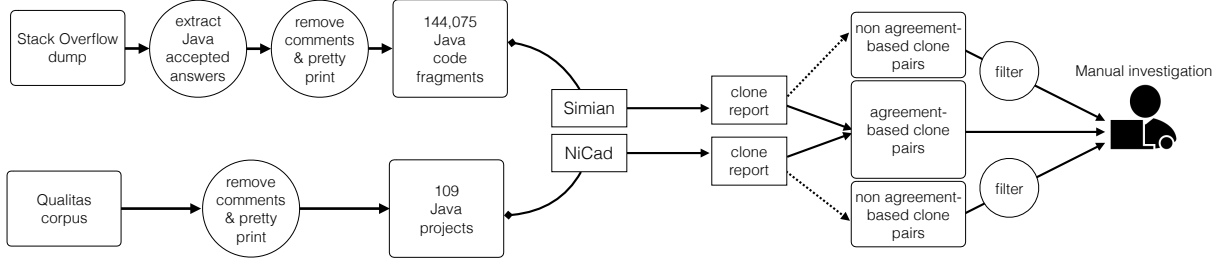 Stack Overflow
dump
extract
Java
accepted
answers
remove
comments
& pretty
print
144,075
Java
code
fragments
Qualitas
corpus
remove
comments
& pretty
print
109
Java
projects
Simian
NiCad
clone
report
clone
report
non agreement-
based clone
pairs
agreement-
based clone
pairs
non agreement-
based clone
pairs
filter
filter
Manual investigation